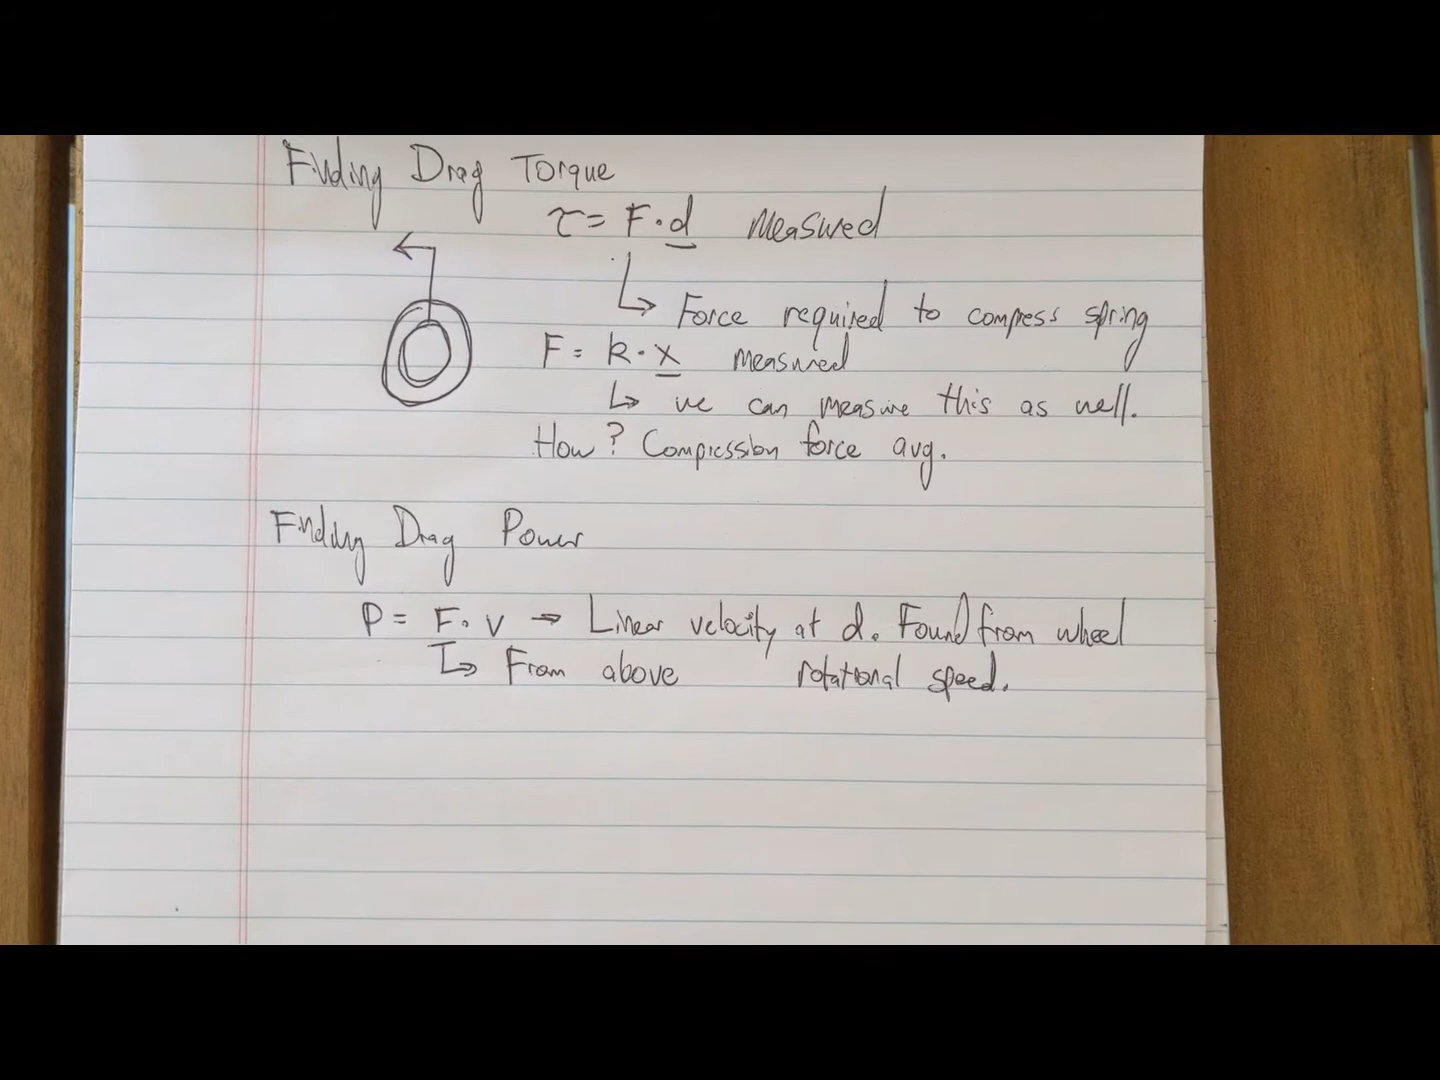 Finding Drag Torque
τ = F·d measured
↳ Force required to compress spring
F = k·x measured
↳ we can measure this as well.
How? Compression force avg.
Finding Drag Power
P = F·v → Linear velocity at d. Found from wheel
↳ From above rotational speed.